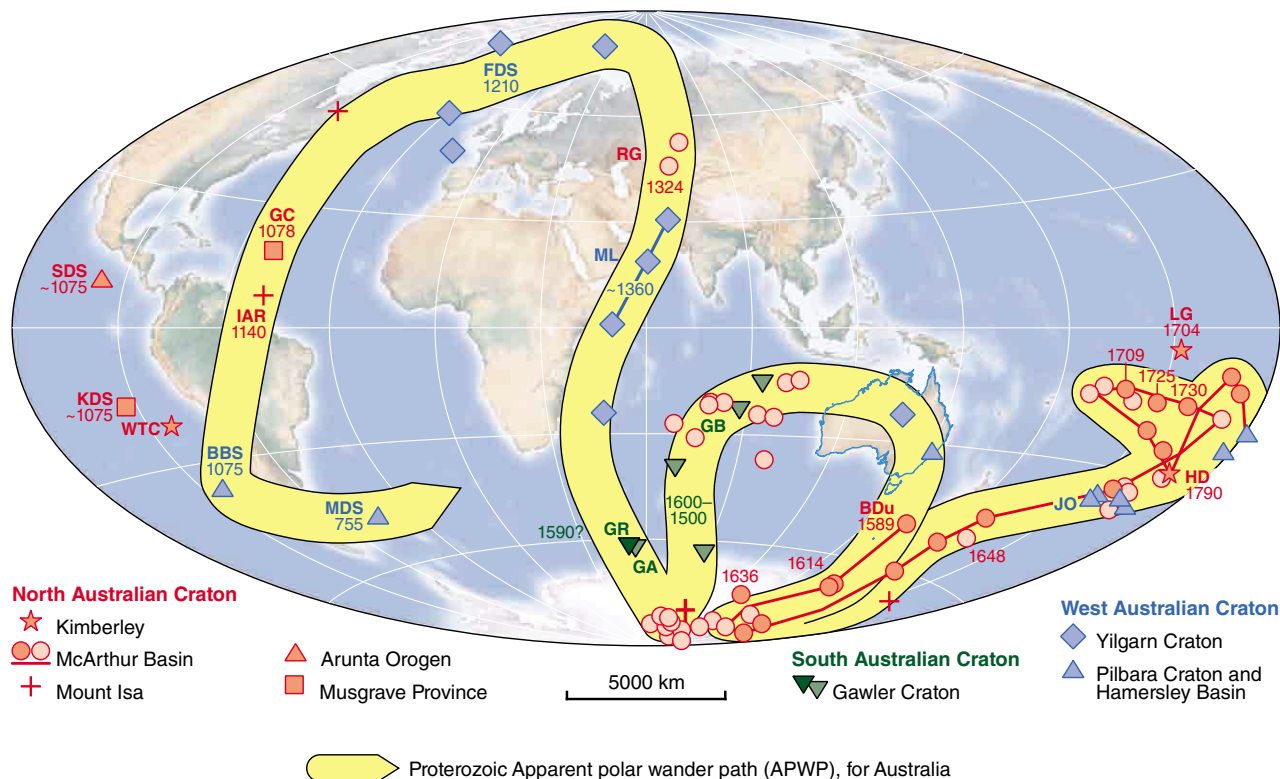 FDS
1210
RG
1324
GC
1078
ML
~1360
SDS
~1075
IAR
1140
LG
1704
1709
1725
1730
KDS
~1075
WTC
GB
BBS
1075
HD
1790
MDS
755
1600–
1500
BDu
1589
JO
1590?
GR
GA
1648
1614
1636
North Australian Craton
Kimberley
McArthur Basin
Mount Isa
Arunta Orogen
Musgrave Province
5000 km
South Australian Craton
Gawler Craton
West Australian Craton
Yilgarn Craton
Pilbara Craton and
Hamersley Basin
Proterozoic Apparent polar wander path (APWP), for Australia